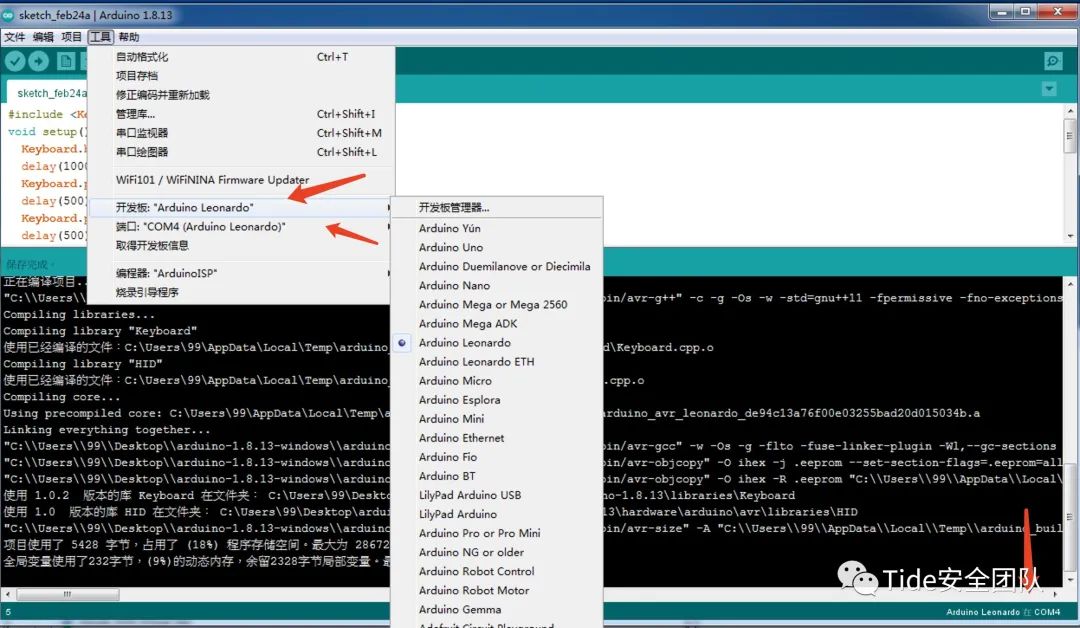 sketch_feb24a | Arduino 1.8.13
文件 编辑 项目 工具 帮助
自动格式化 Ctrl+T
项目存档
修正编码并重新加载
管理库... Ctrl+Shift+I
串口监视器 Ctrl+Shift+M
串口绘图器 Ctrl+Shift+L
WiFi101 / WiFiNINA Firmware Updater
开发板: "Arduino Leonardo"
端口: "COM4 (Arduino Leonardo)"
取得开发板信息
编程器: "ArduinoISP"
烧录引导程序
sketch_feb24a
#include <Ke
void setup()
Keyboard.
delay(1000
Keyboard.p
delay(500)
Keyboard.p
delay(500)
开发板管理器...
Arduino Yún
Arduino Uno
Arduino Duemilanove or Diecimila
Arduino Nano
Arduino Mega or Mega 2560
Arduino Mega ADK
Arduino Leonardo
Arduino Leonardo ETH
Arduino Micro
Arduino Esplora
Arduino Mini
Arduino Ethernet
Arduino Fio
Arduino BT
LilyPad Arduino USB
LilyPad Arduino
Arduino Pro or Pro Mini
Arduino NG or older
Arduino Robot Control
Arduino Robot Motor
Arduino Gemma
Adafruit Circuit Playground
保存完成。
正在编译项目..
"C:\\Users\\ in/avr-g++" -c -g -Os -w -std=gnu++11 -fpermissive -fno-exceptions
Compiling libraries...
Compiling library "Keyboard"
使用已经编译的文件：C:\Users\99\AppData\Local\Temp\arduino_ d\Keyboard.cpp.o
Compiling library "HID"
使用已经编译的文件：C:\Users\99\AppData\Local\Temp\arduino_ .cpp.o
Compiling core...
Using precompiled core: C:\Users\99\AppData\Local\Temp\a rduino_avr_leonardo_de94c13a76f00e03255bad20d015034b.a
Linking everything together...
"C:\\Users\\99\\Desktop\\arduino-1.8.13-windows\\arduino in/avr-gcc" -w -Os -g -flto -fuse-linker-plugin -Wl,--gc-sections
"C:\\Users\\99\\Desktop\\arduino-1.8.13-windows\\arduino in/avr-objcopy" -O ihex -j .eeprom --set-section-flags=.eeprom=all
"C:\\Users\\99\\Desktop\\arduino-1.8.13-windows\\arduino in/avr-objcopy" -O ihex -R .eeprom "C:\\Users\\99\\AppData\\Local\
使用 1.0.2 版本的库 Keyboard 在文件夹： C:\Users\99\Deskto no-1.8.13\libraries\Keyboard
使用 1.0 版本的库 HID 在文件夹： C:\Users\99\Desktop\ardui 3\hardware\arduino\avr\libraries\HID
"C:\\Users\\99\\Desktop\\arduino-1.8.13-windows\\arduino in/avr-size" -A "C:\\Users\\99\\AppData\\Local\\Temp\\arduino_buil
项目使用了 5428 字节，占用了 (18%) 程序存储空间。最大为 28672
全局变量使用了232字节，(9%)的动态内存，余留2328字节局部变量。最
Tide安全团队
5 Arduino Leonardo 在 COM4